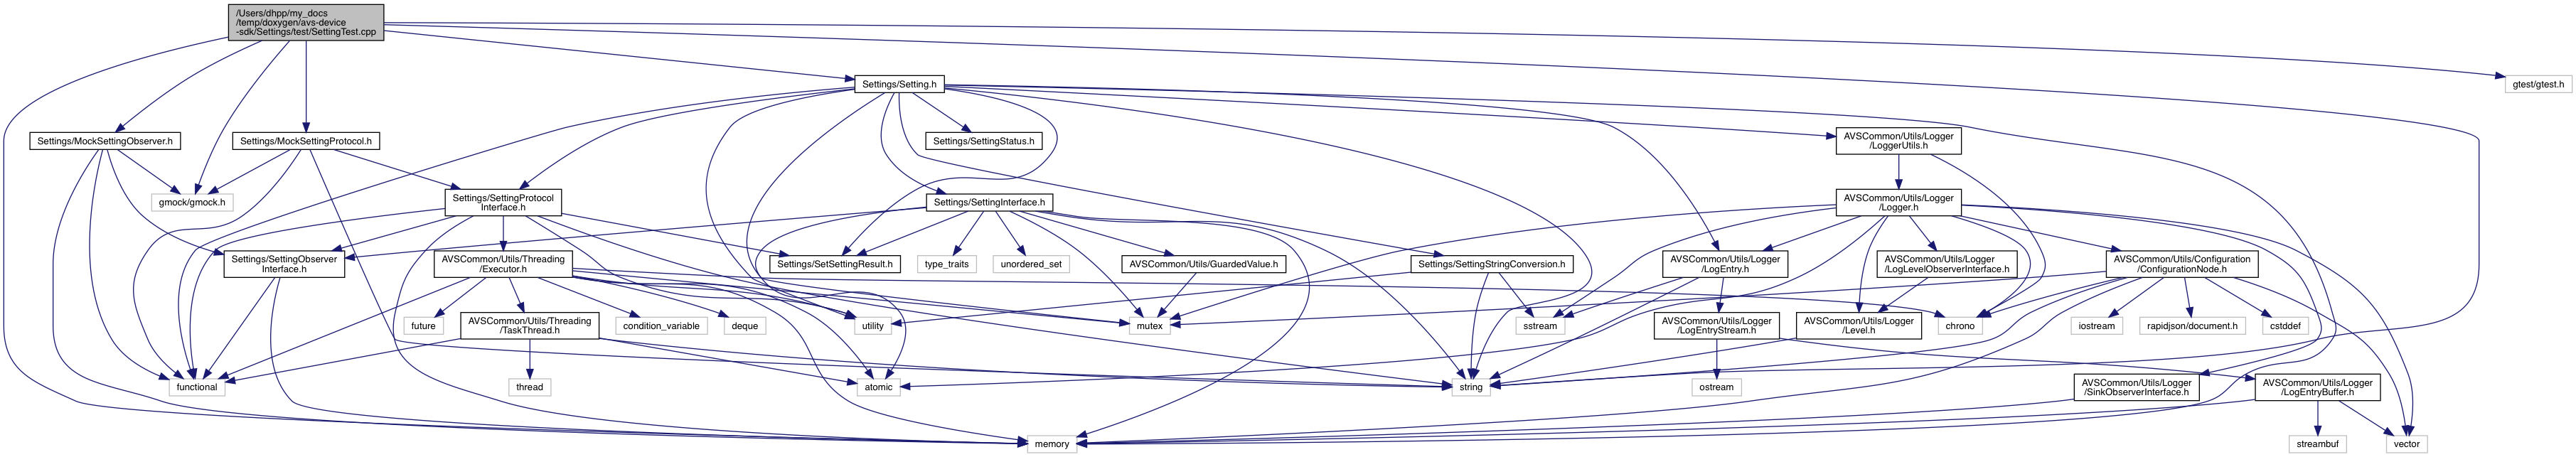 /Users/dhpp/my_docs
/temp/doxygen/avs-device
-sdk/Settings/test/SettingTest.cpp
Settings/Setting.h
gtest/gtest.h
Settings/MockSettingObserver.h
Settings/MockSettingProtocol.h
Settings/SettingStatus.h
AVSCommon/Utils/Logger
/LoggerUtils.h
gmock/gmock.h
Settings/SettingProtocol
Interface.h
Settings/SettingInterface.h
AVSCommon/Utils/Logger
/Logger.h
Settings/SettingObserver
Interface.h
AVSCommon/Utils/Threading
/Executor.h
Settings/SetSettingResult.h
type_traits
unordered_set
AVSCommon/Utils/GuardedValue.h
Settings/SettingStringConversion.h
AVSCommon/Utils/Logger
/LogEntry.h
AVSCommon/Utils/Logger
/LogLevelObserverInterface.h
AVSCommon/Utils/Configuration
/ConfigurationNode.h
future
AVSCommon/Utils/Threading
/TaskThread.h
condition_variable
deque
utility
mutex
sstream
AVSCommon/Utils/Logger
/LogEntryStream.h
AVSCommon/Utils/Logger
/Level.h
chrono
iostream
rapidjson/document.h
cstddef
functional
thread
atomic
string
ostream
AVSCommon/Utils/Logger
/SinkObserverInterface.h
AVSCommon/Utils/Logger
/LogEntryBuffer.h
memory
streambuf
vector